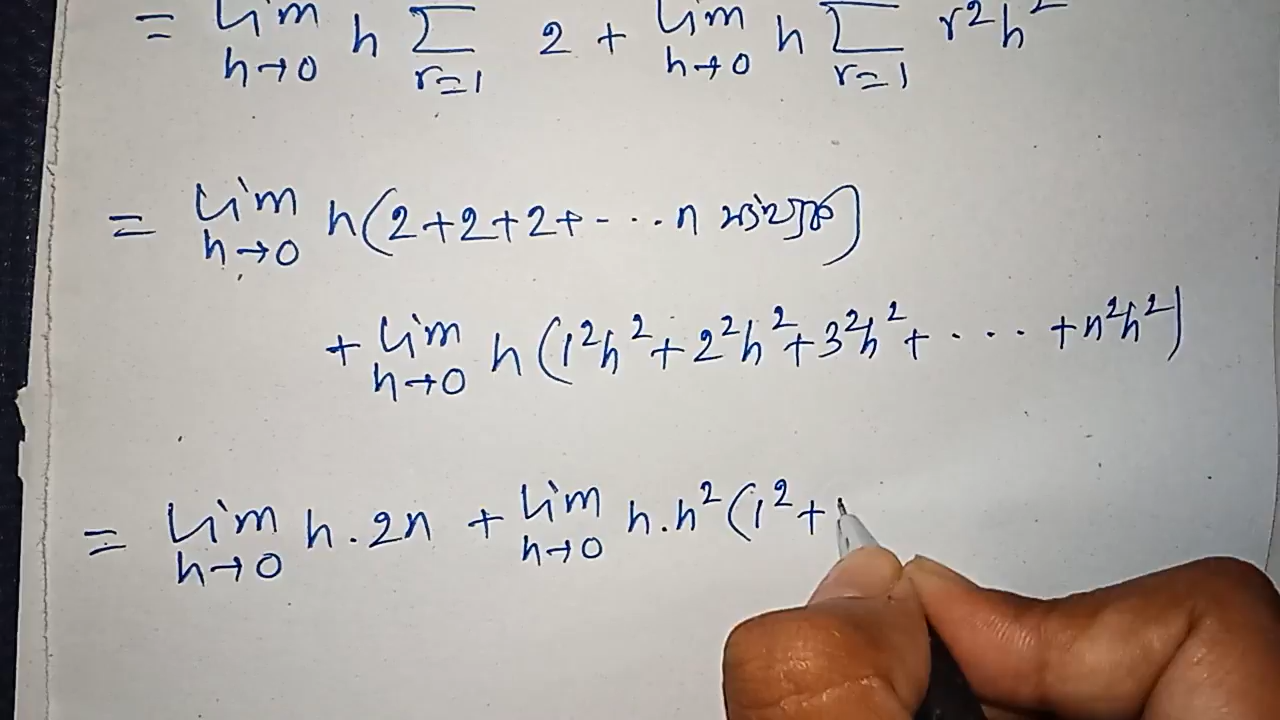 = lim h→0 h ∑ r=1 2 + lim h→0 h ∑ r=1 r²h²
= lim h→0 h(2+2+2+-...n সংখ্যক)
+ lim h→0 h(1²h²+2²h²+3²h²+....+n²h²)
= lim h→0 h.2n + lim h→0 h.h²(1²+